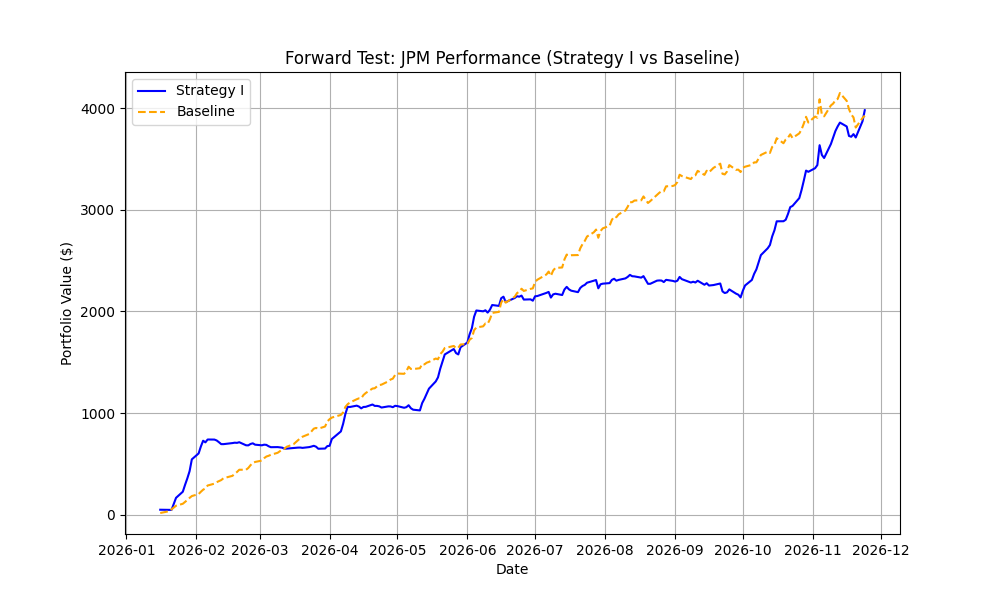 Forward Test: JPM Performance (Strategy I vs Baseline)
Strategy I
Baseline
Portfolio Value ($)
4000
3000
2000
1000
0
2026-01 2026-02 2026-03 2026-04 2026-05 2026-06 2026-07 2026-08 2026-09 2026-10 2026-11 2026-12
Date